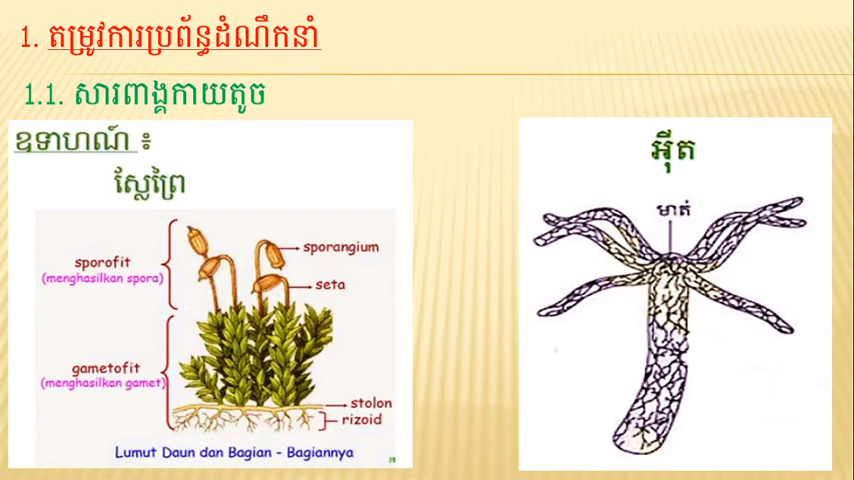 1. តម្រូវការប្រព័ន្ធដំណឹកនាំ
1.1. សារពាង្គកាយតូច
ឧទាហណ៍ ៖
ស្លែព្រៃ
sporofit
(menghasilkan spora)
sporangium
seta
gametofit
(menghasilkan gamet)
stolon
rizoid
Lumut Daun dan Bagian - Bagiannya
អ៊ីត
មាត់